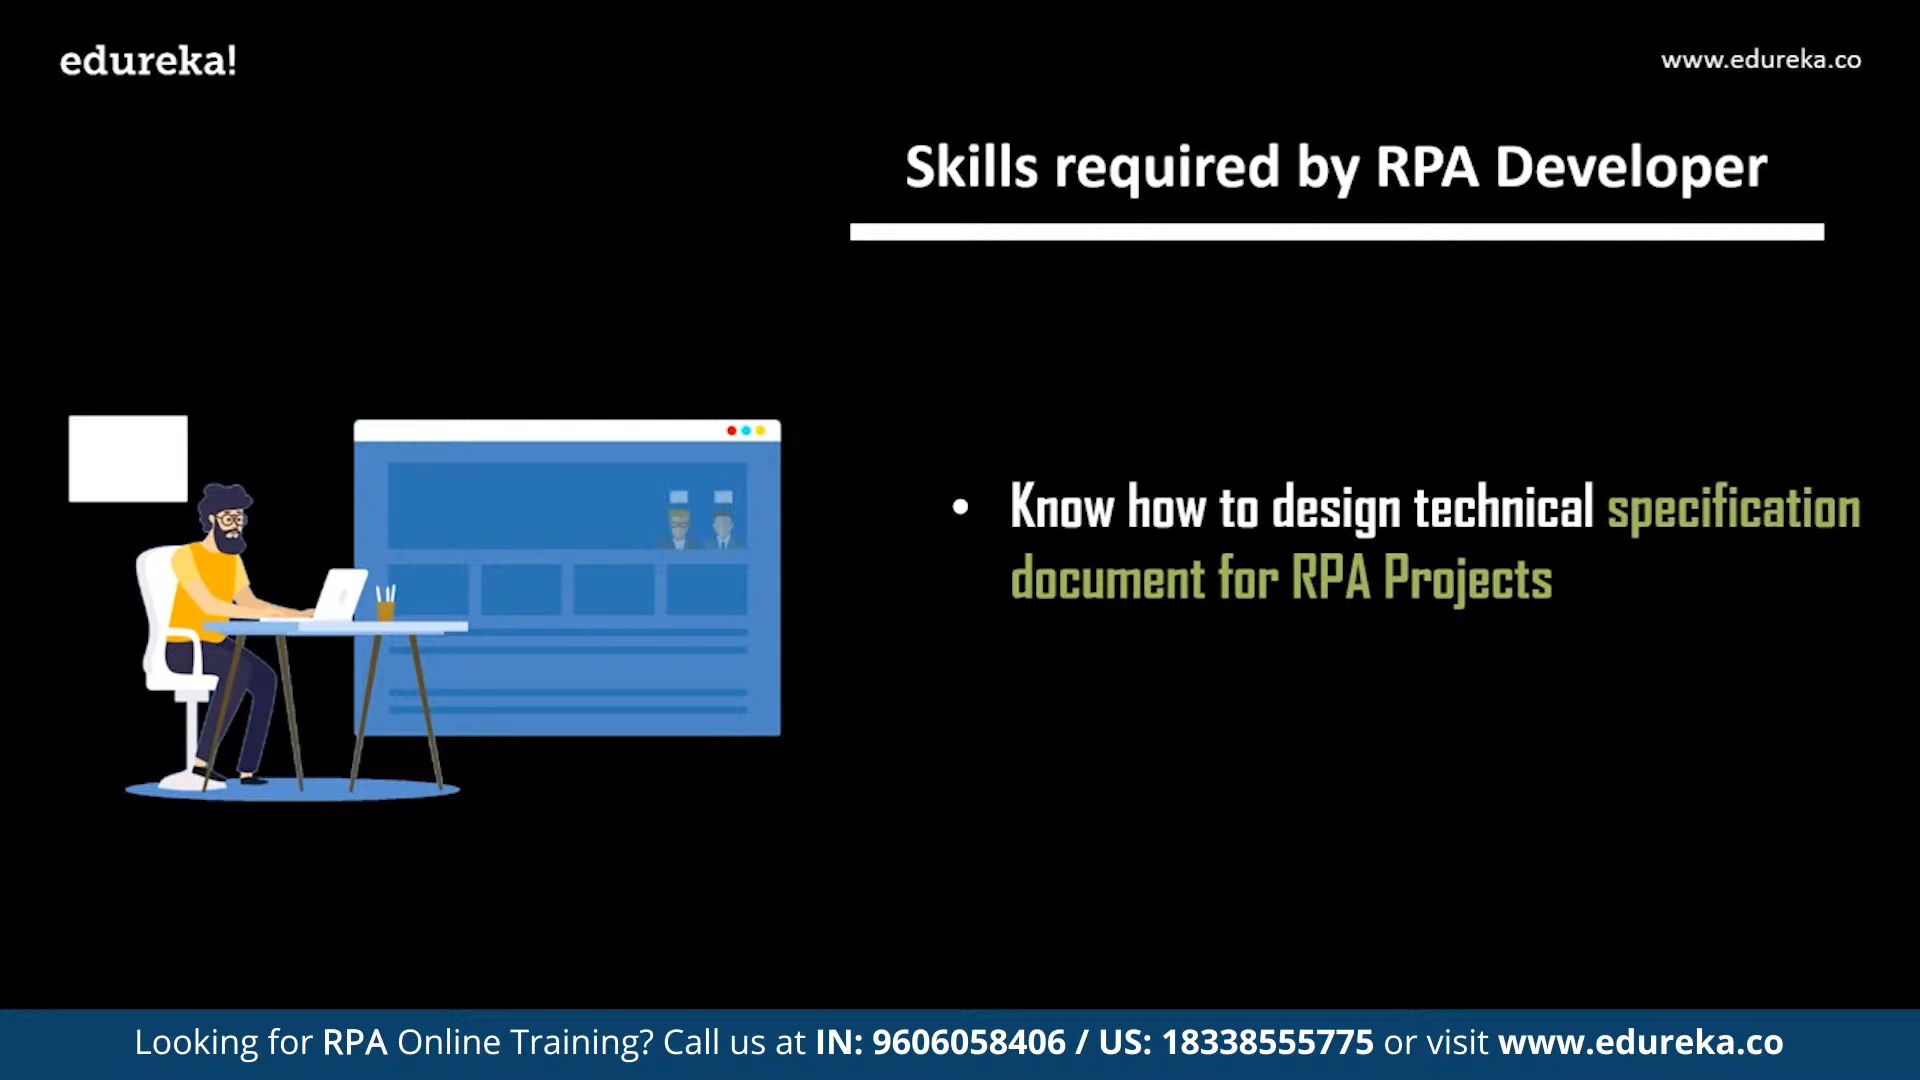 edureka!
www.edureka.co
Skills required by RPA Developer
• Know how to design technical specification
document for RPA Projects
Looking for RPA Online Training? Call us at IN: 9606058406 / US: 18338555775 or visit www.edureka.co